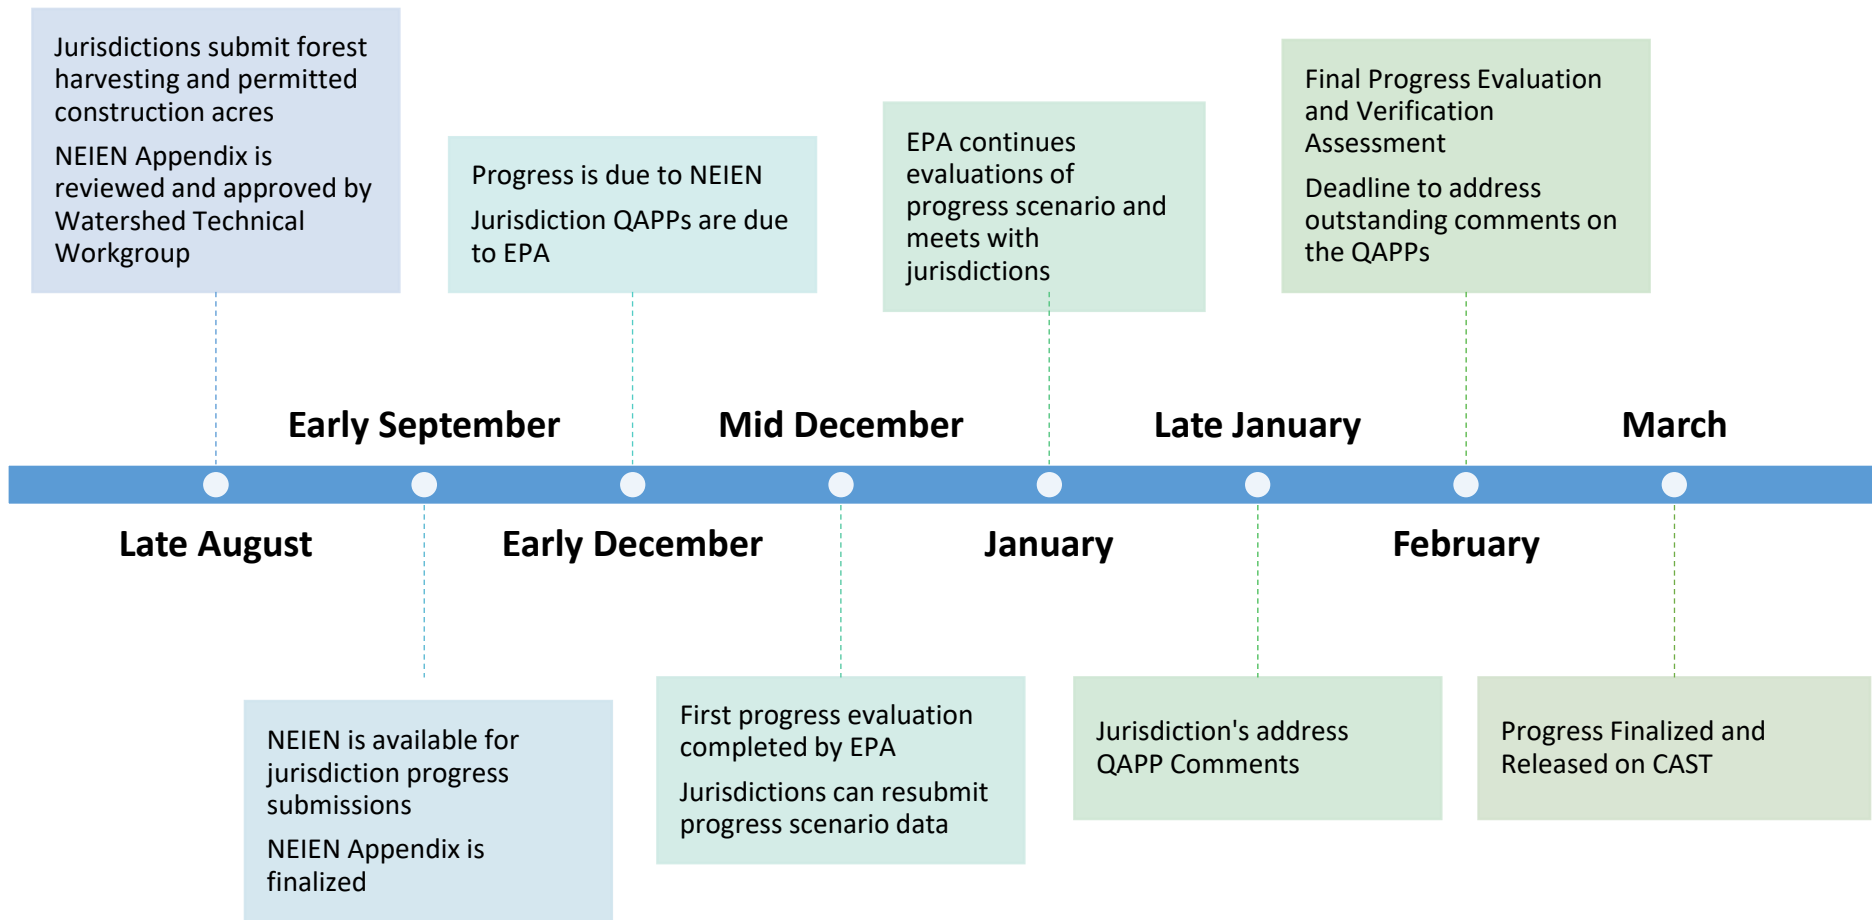 Jurisdictions submit forest
harvesting and permitted
construction acres
NEIEN Appendix is
reviewed and approved by
Watershed Technical
Workgroup
Progress is due to NEIEN
Jurisdiction QAPPs are due
to EPA
EPA continues
evaluations of
progress scenario and
meets with
jurisdictions
Final Progress Evaluation
and Verification
Assessment
Deadline to address
outstanding comments on
the QAPPs
Early September
Mid December
Late January
March
Late August
Early December
January
February
NEIEN is available for
jurisdiction progress
submissions
NEIEN Appendix is
finalized
First progress evaluation
completed by EPA
Jurisdictions can resubmit
progress scenario data
Jurisdiction's address
QAPP Comments
Progress Finalized and
Released on CAST